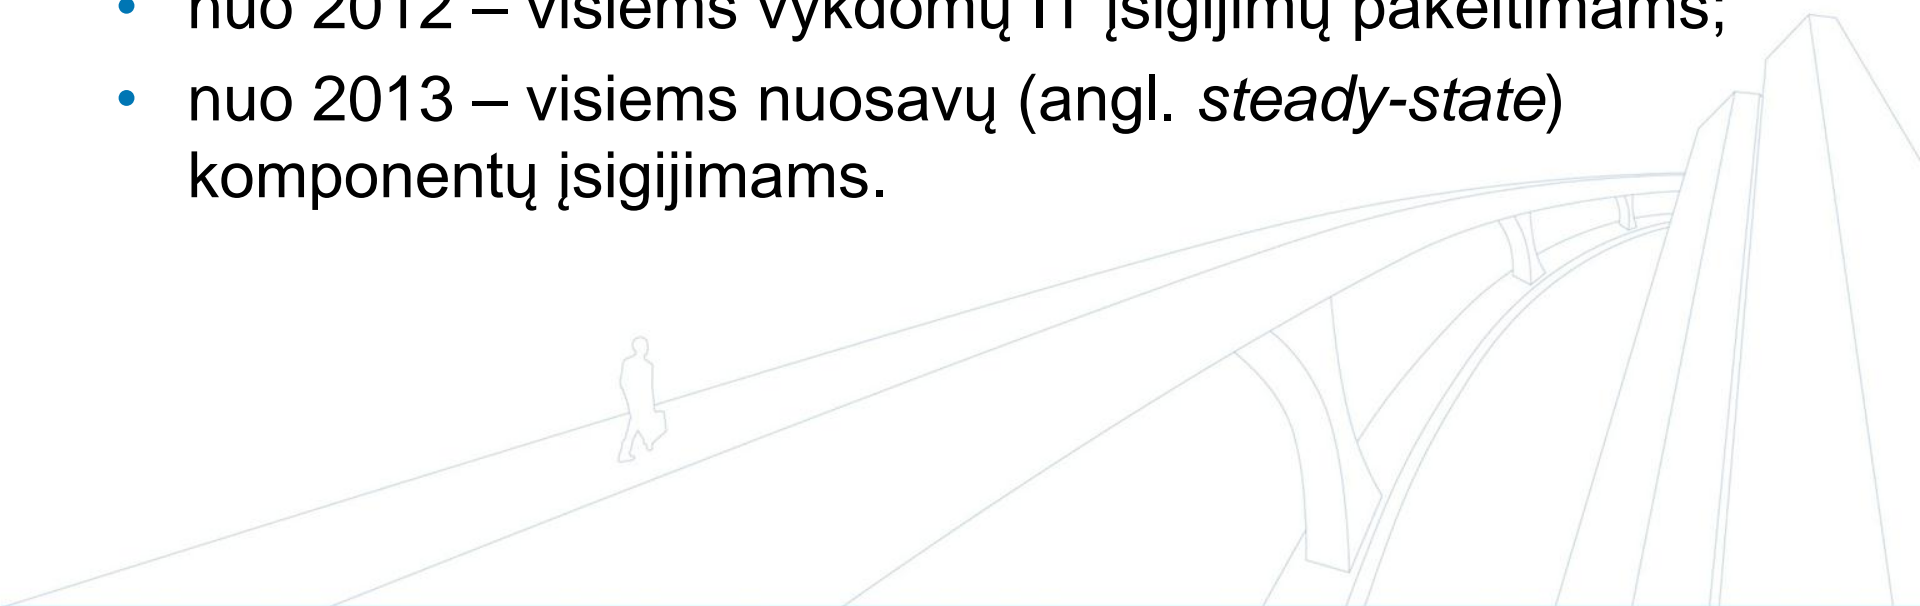 • nuo 2012 – visiems vykdomų IT įsigijimų pakeitimams;
• nuo 2013 – visiems nuosavų (angl. steady-state)
komponentų įsigijimams.